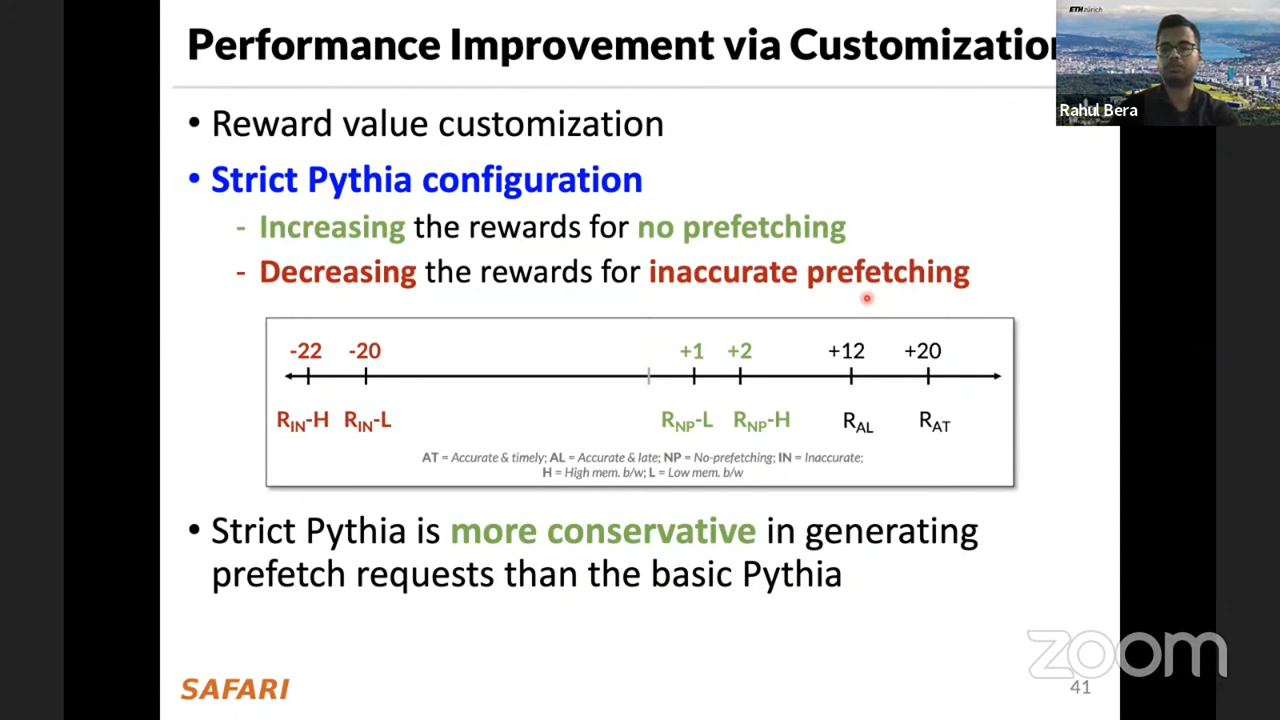 Performance Improvement via Customization
ETH zürich
Rahul Bera
• Reward value customization
• Strict Pythia configuration
- Increasing the rewards for no prefetching
- Decreasing the rewards for inaccurate prefetching
-22 -20 +1 +2 +12 +20
RIN-H RIN-L RNP-L RNP-H RAL RAT
AT = Accurate & timely; AL = Accurate & late; NP = No-prefetching; IN = Inaccurate;
H = High mem. b/w; L = Low mem. b/w
• Strict Pythia is more conservative in generating
prefetch requests than the basic Pythia
zoom
SAFARI
41